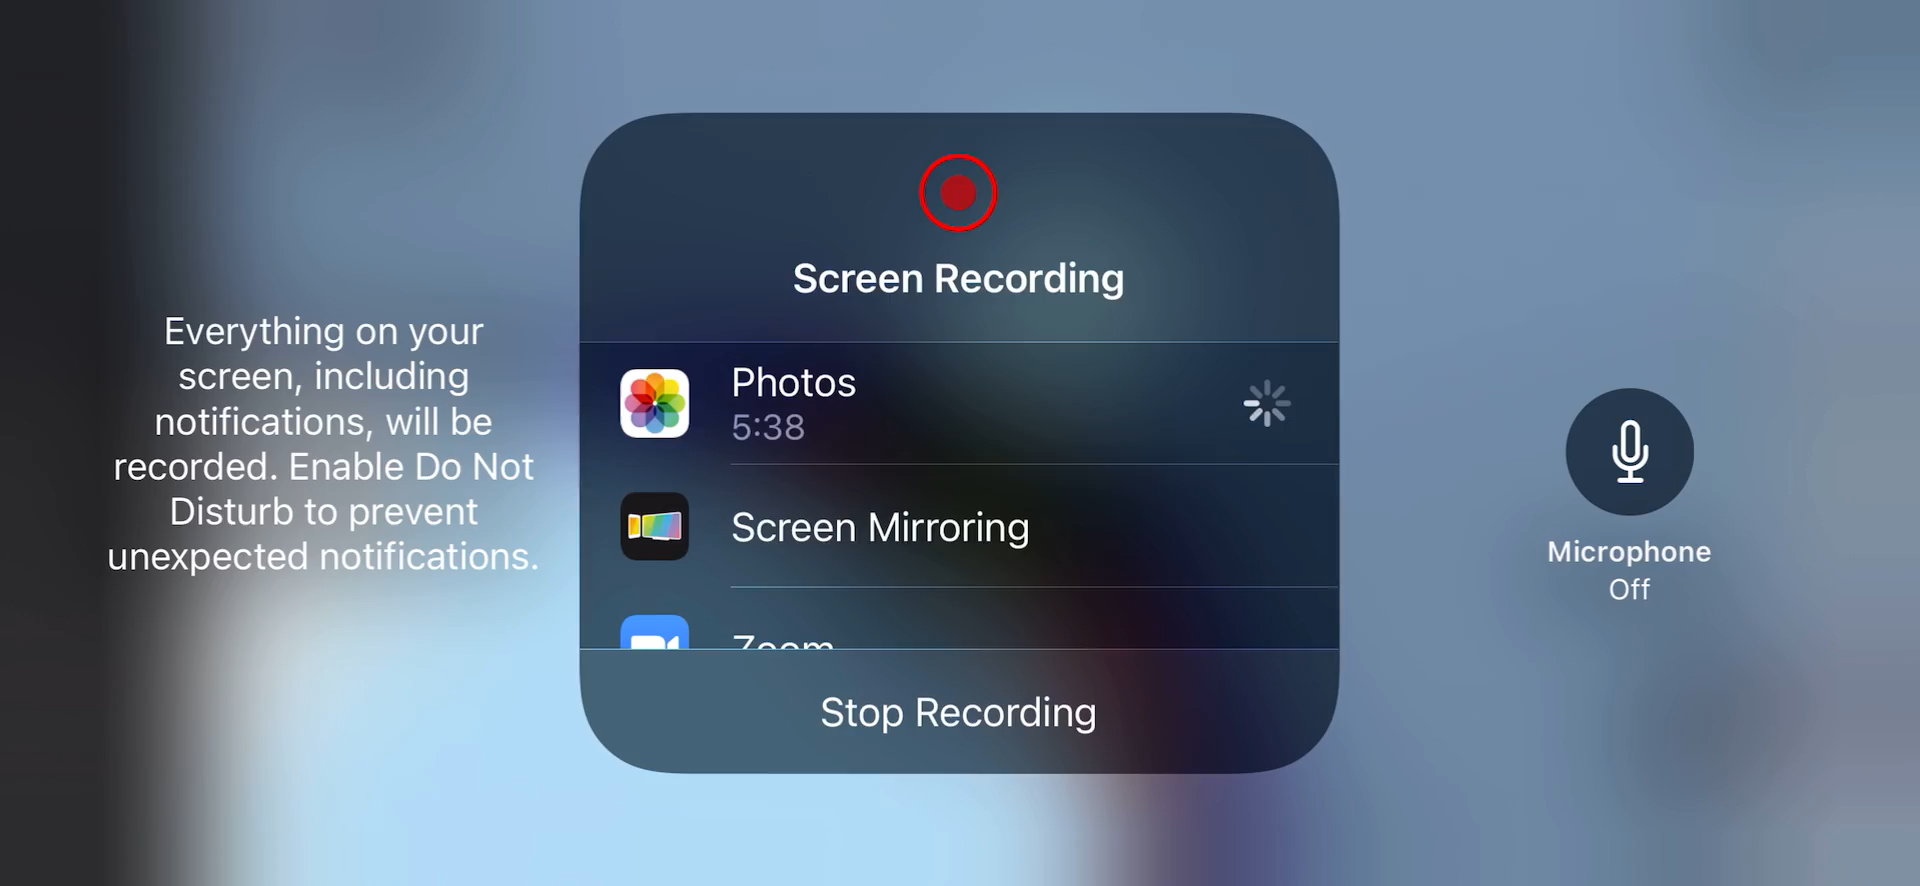 Everything on your
screen, including
notifications, will be
recorded. Enable Do Not
Disturb to prevent
unexpected notifications.
Screen Recording
Photos
5:38
Screen Mirroring
Zoom
Stop Recording
Microphone
Off